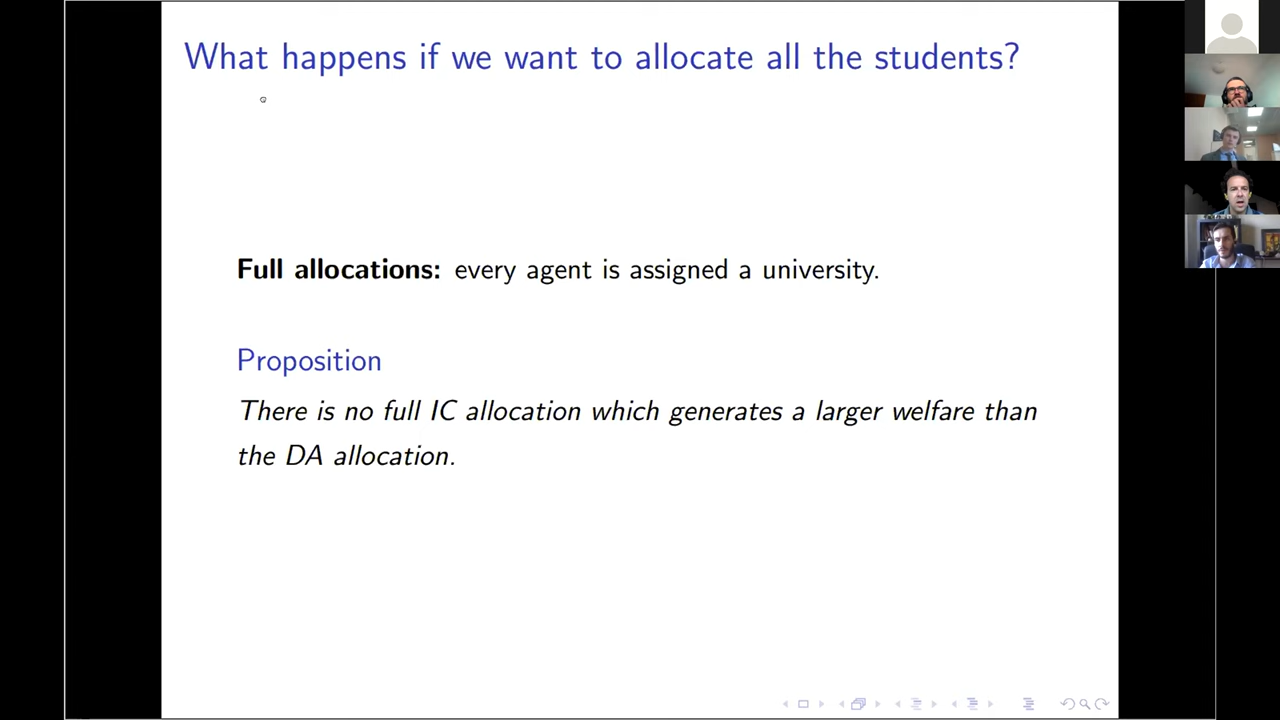 What happens if we want to allocate all the students?
Full allocations: every agent is assigned a university.
Proposition
There is no full IC allocation which generates a larger welfare than
the DA allocation.